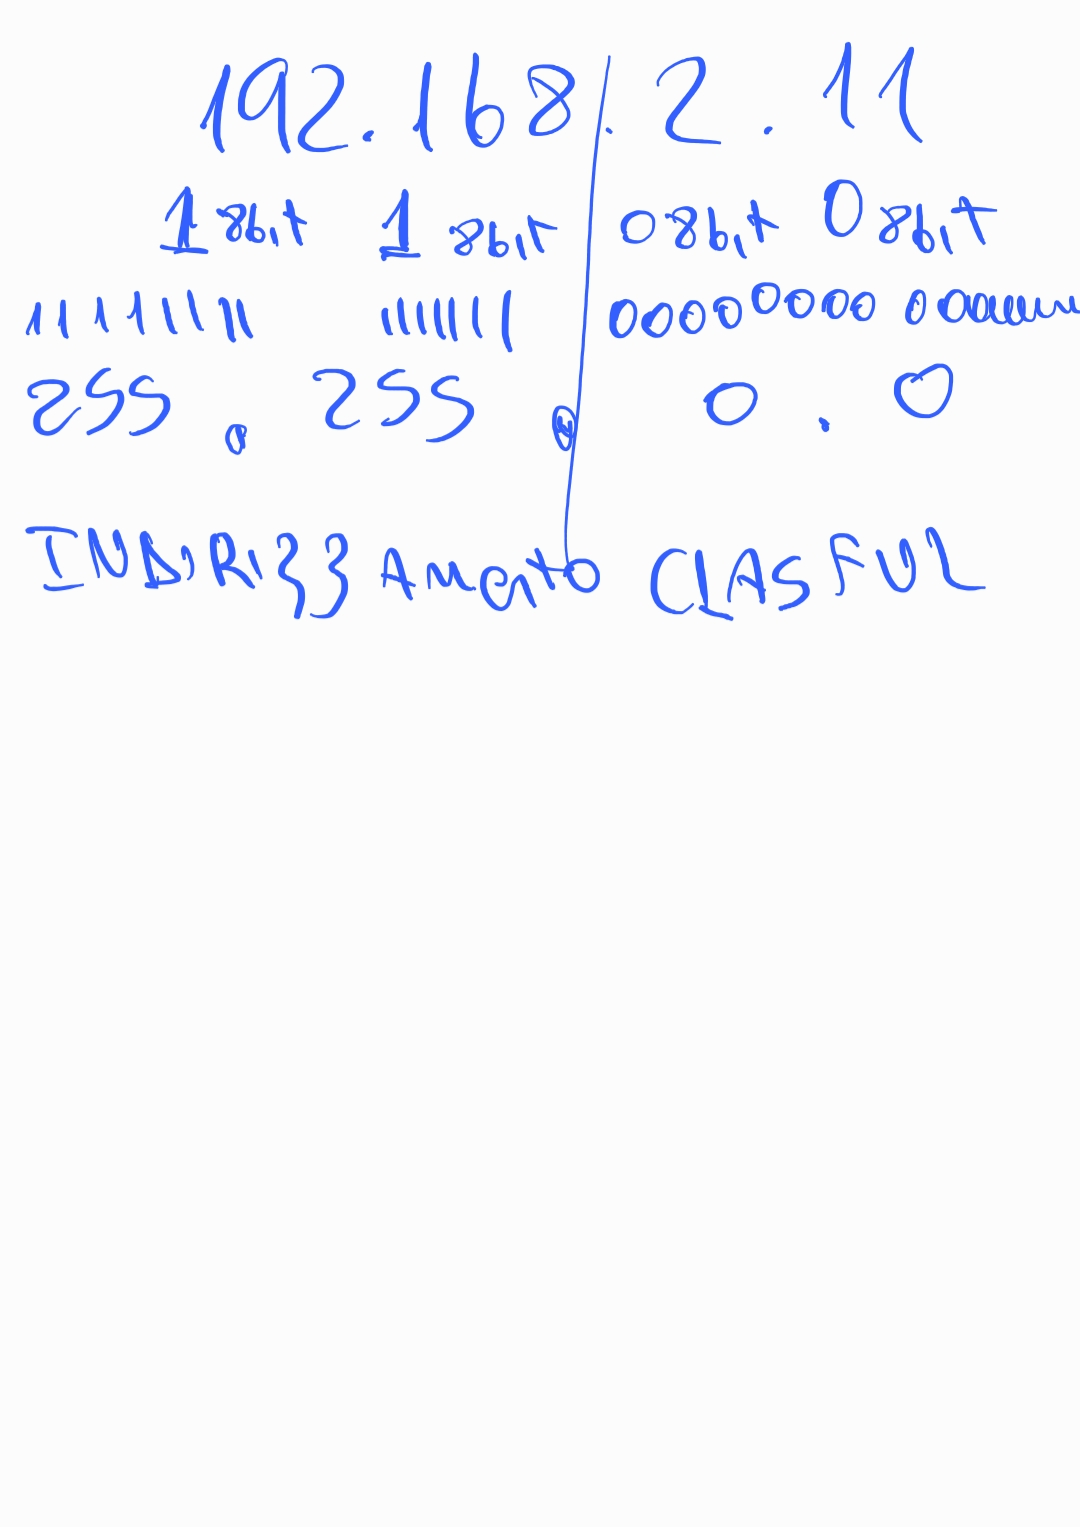 192.168.2.11
1 8bit 1 8bit 0 8bit 0 8bit
11111111 11111111 00000000
255.255.0.0
INDIRIZZAMENTO CLASFUL